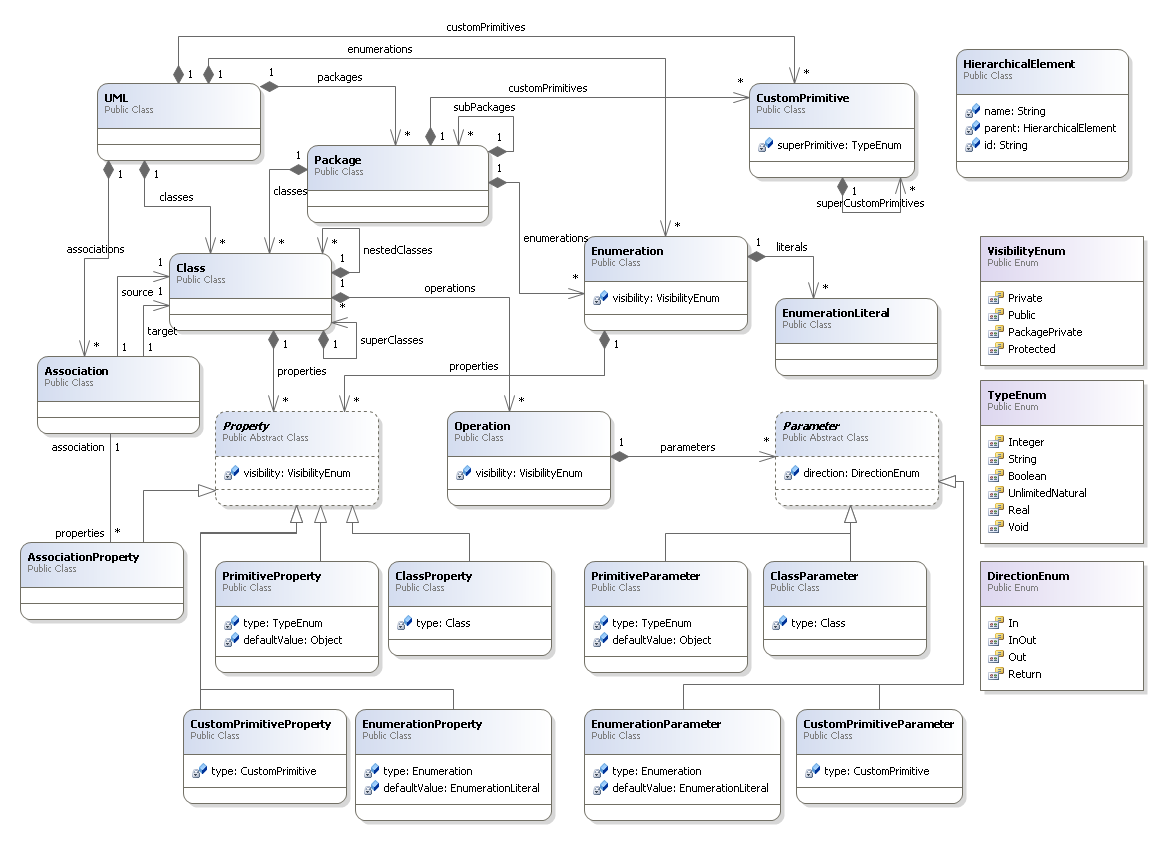 customPrimitives
enumerations
1
1
1
packages
*
*
HierarchicalElement
Public Class
name: String
parent: HierarchicalElement
id: String
UML
Public Class
customPrimitives
subPackages
*
1
*
1
CustomPrimitive
Public Class
superPrimitive: TypeEnum
1
*
superCustomPrimitives
Package
Public Class
1
1
*
classes
1
1
classes
associations
*
*
*
nestedClasses
enumerations
*
*
Enumeration
Public Class
visibility: VisibilityEnum
1
literals
*
1
EnumerationLiteral
Public Class
VisibilityEnum
Public Enum
Private
Public
PackagePrivate
Protected
Class
Public Class
1
1
1
operations
*
superClasses
1
1
source
1
target
1
1
*
Association
Public Class
properties
*
properties
*
*
TypeEnum
Public Enum
Integer
String
Boolean
UnlimitedNatural
Real
Void
Property
Public Abstract Class
visibility: VisibilityEnum
Operation
Public Class
visibility: VisibilityEnum
1
parameters
*
Parameter
Public Abstract Class
direction: DirectionEnum
association
1
properties
*
AssociationProperty
Public Class
PrimitiveProperty
Public Class
type: TypeEnum
defaultValue: Object
ClassProperty
Public Class
type: Class
PrimitiveParameter
Public Class
type: TypeEnum
defaultValue: Object
ClassParameter
Public Class
type: Class
DirectionEnum
Public Enum
In
InOut
Out
Return
CustomPrimitiveProperty
Public Class
type: CustomPrimitive
EnumerationProperty
Public Class
type: Enumeration
defaultValue: EnumerationLiteral
EnumerationParameter
Public Class
type: Enumeration
defaultValue: EnumerationLiteral
CustomPrimitiveParameter
Public Class
type: CustomPrimitive